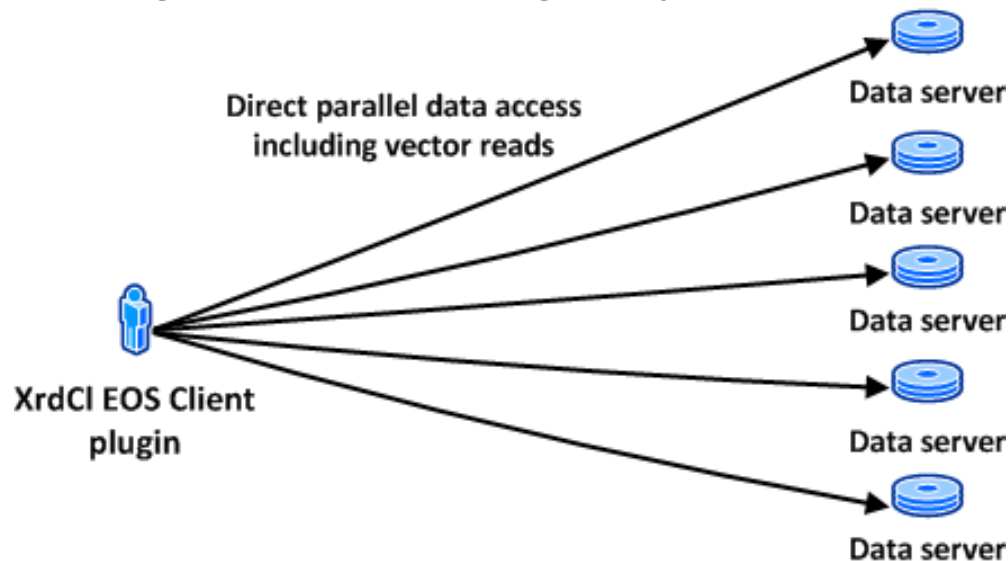 Data server
Direct parallel data access
including vector reads
Data server
Data server
XrdCl EOS Client
plugin
Data server
Data server